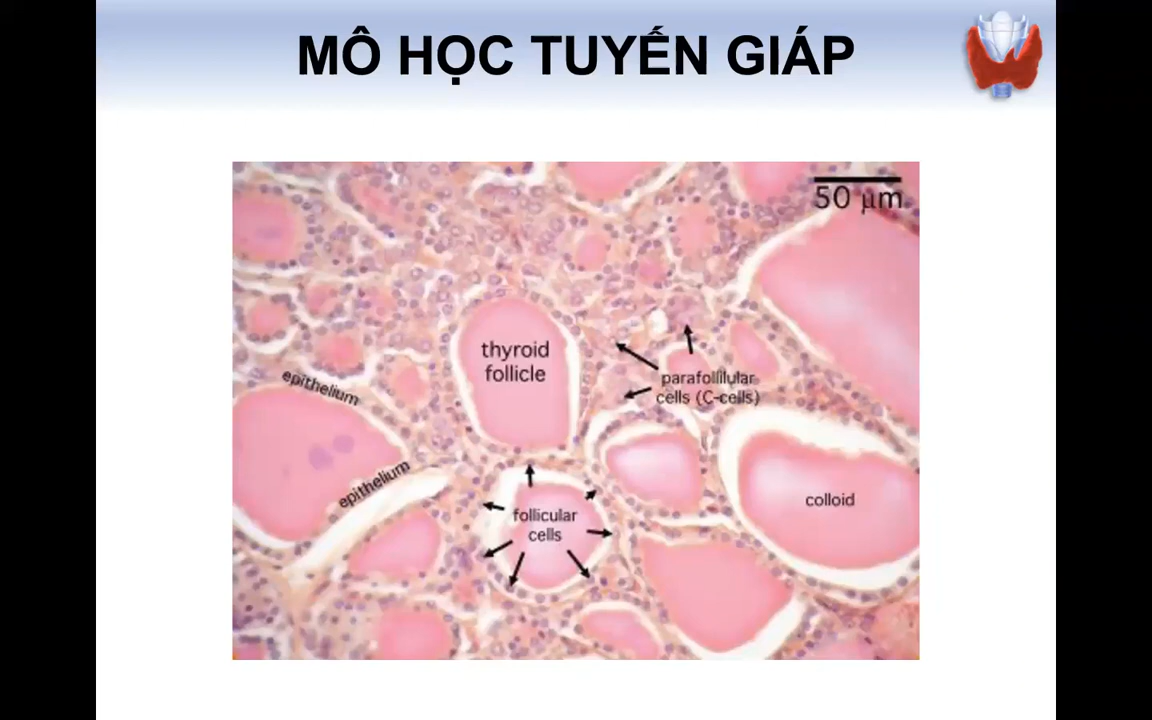 MÔ HỌC TUYẾN GIÁP
50 µm
thyroid
follicle
epithelium
parafollilular
cells (C-cells)
epithelium
colloid
follicular
cells